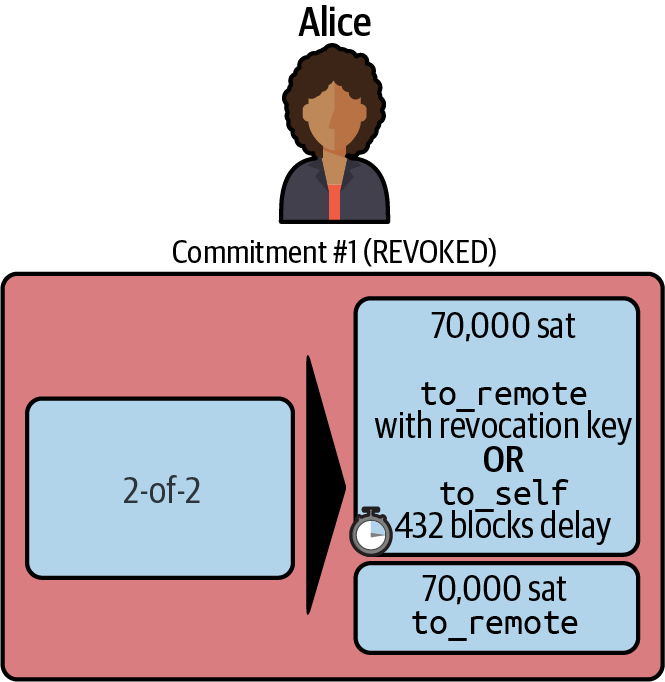 Alice
Commitment #1 (REVOKED)
2-of-2
70,000 sat
to_remote
with revocation key
OR
to_self
432 blocks delay
70,000 sat
to_remote